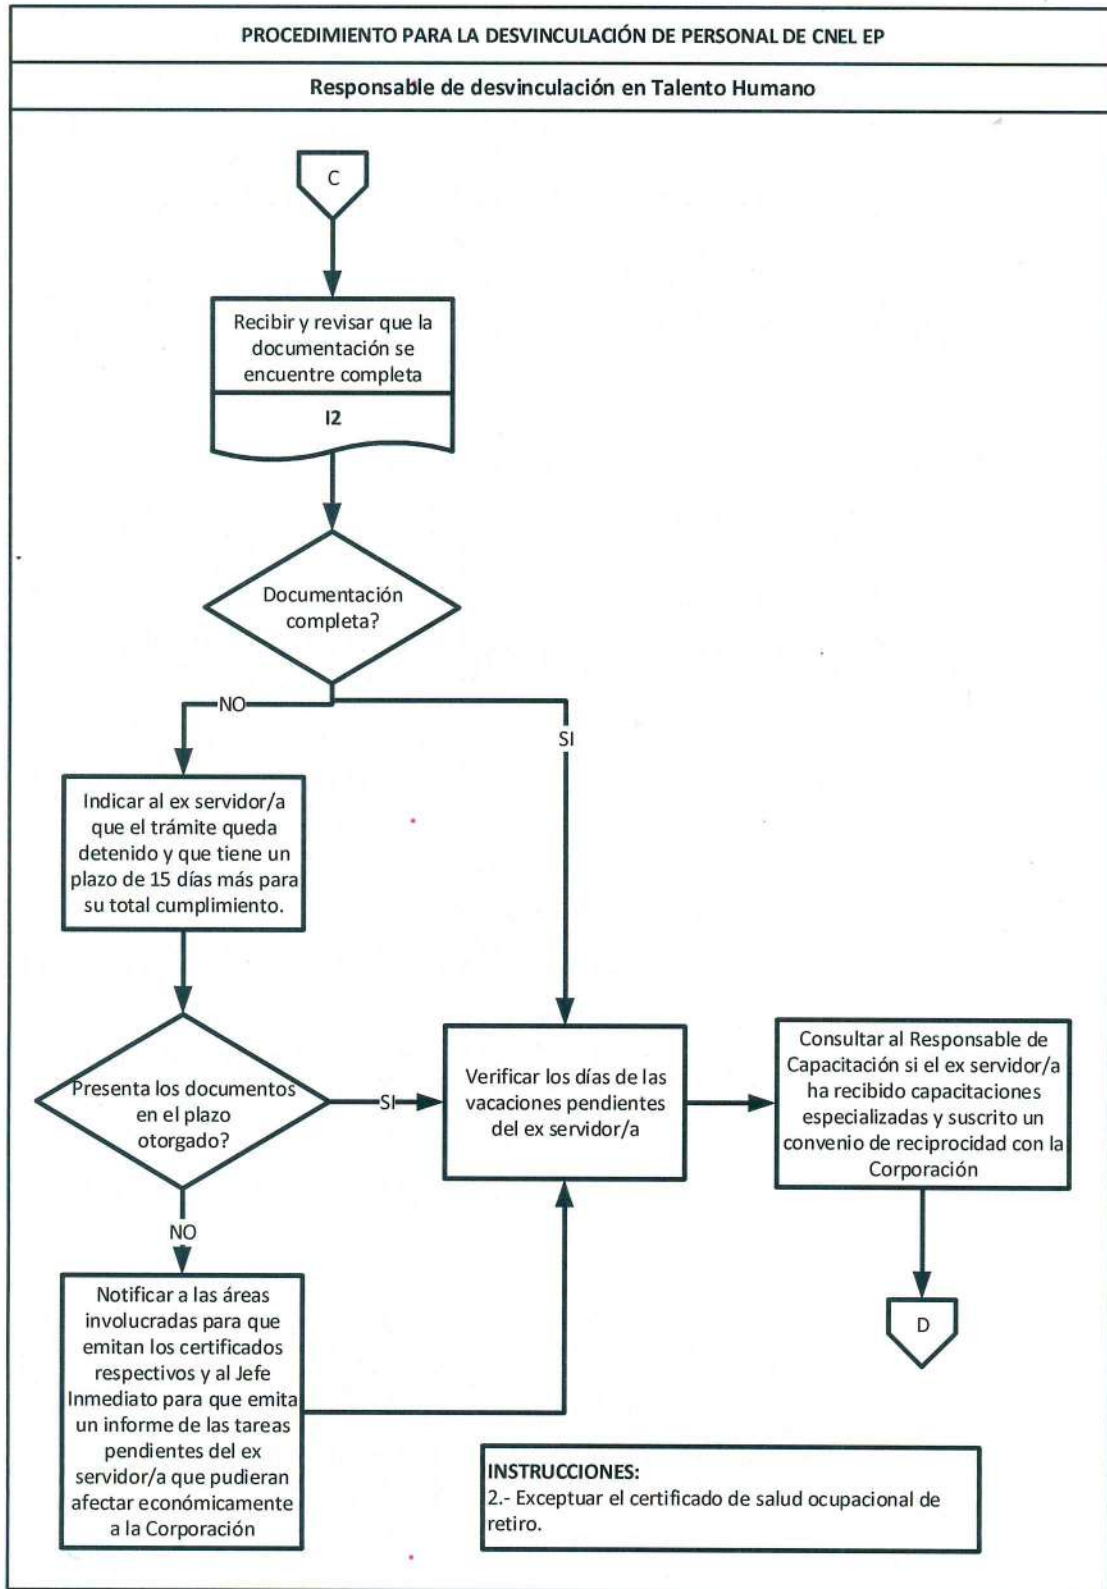 PROCEDIMIENTO PARA LA DESVINCULACIÓN DE PERSONAL DE CNEL EP
Responsable de desvinculación en Talento Humano
C
Recibir y revisar que la
documentación se
encuentre completa
I2
Documentación
completa?
NO
SI
Indicar al ex servidor/a
que el trámite queda
detenido y que tiene un
plazo de 15 días más para
su total cumplimiento.
Presenta los documentos
en el plazo
otorgado?
SI
Verificar los días de las
vacaciones pendientes
del ex servidor/a
Consultar al Responsable de
Capacitación si el ex servidor/a
ha recibido capacitaciones
especializadas y suscrito un
convenio de reciprocidad con la
Corporación
NO
Notificar a las áreas
involucradas para que
emitan los certificados
respectivos y al Jefe
Inmediato para que emita
un informe de las tareas
pendientes del ex
servidor/a que pudieran
afectar económicamente
a la Corporación
D
INSTRUCCIONES:
2.- Exceptuar el certificado de salud ocupacional de
retiro.